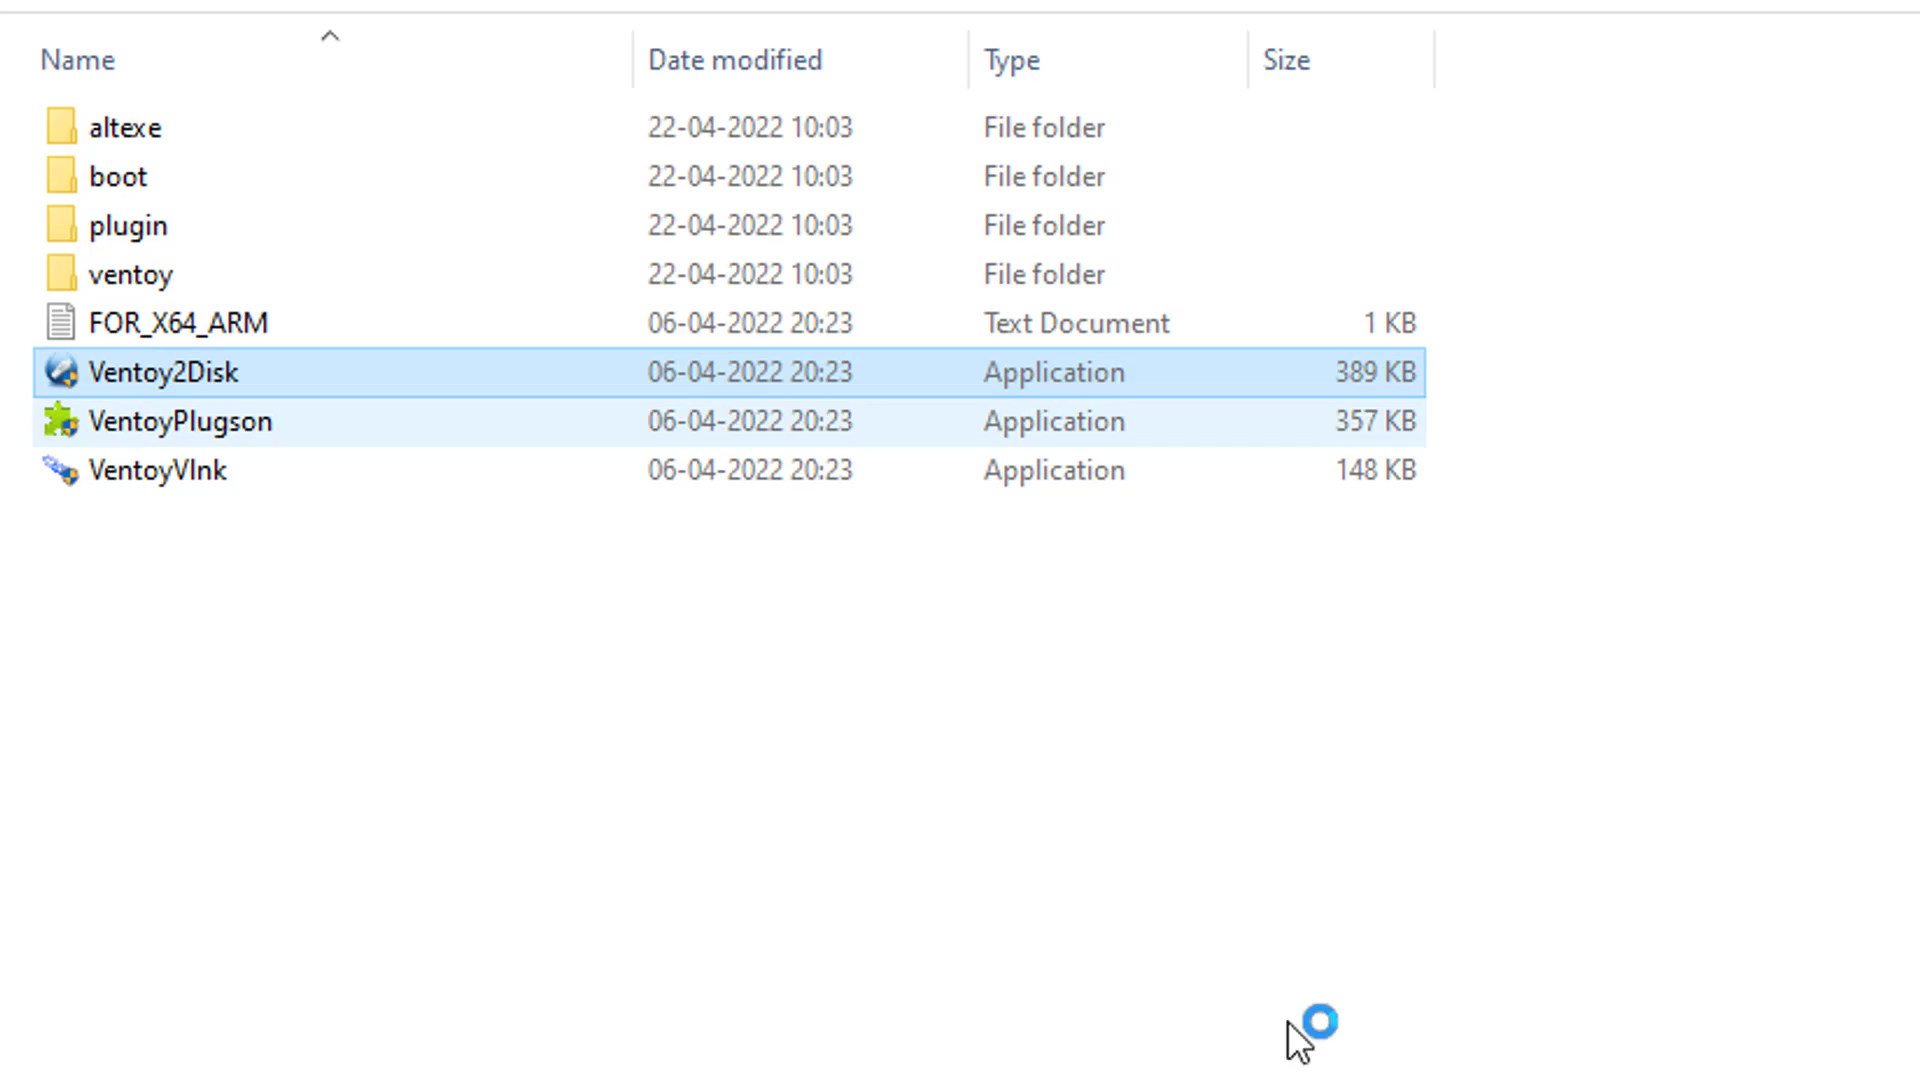 Name Date modified Type Size
altexe 22-04-2022 10:03 File folder
boot 22-04-2022 10:03 File folder
plugin 22-04-2022 10:03 File folder
ventoy 22-04-2022 10:03 File folder
FOR_X64_ARM 06-04-2022 20:23 Text Document 1 KB
Ventoy2Disk 06-04-2022 20:23 Application 389 KB
VentoyPlugson 06-04-2022 20:23 Application 357 KB
VentoyVlnk 06-04-2022 20:23 Application 148 KB